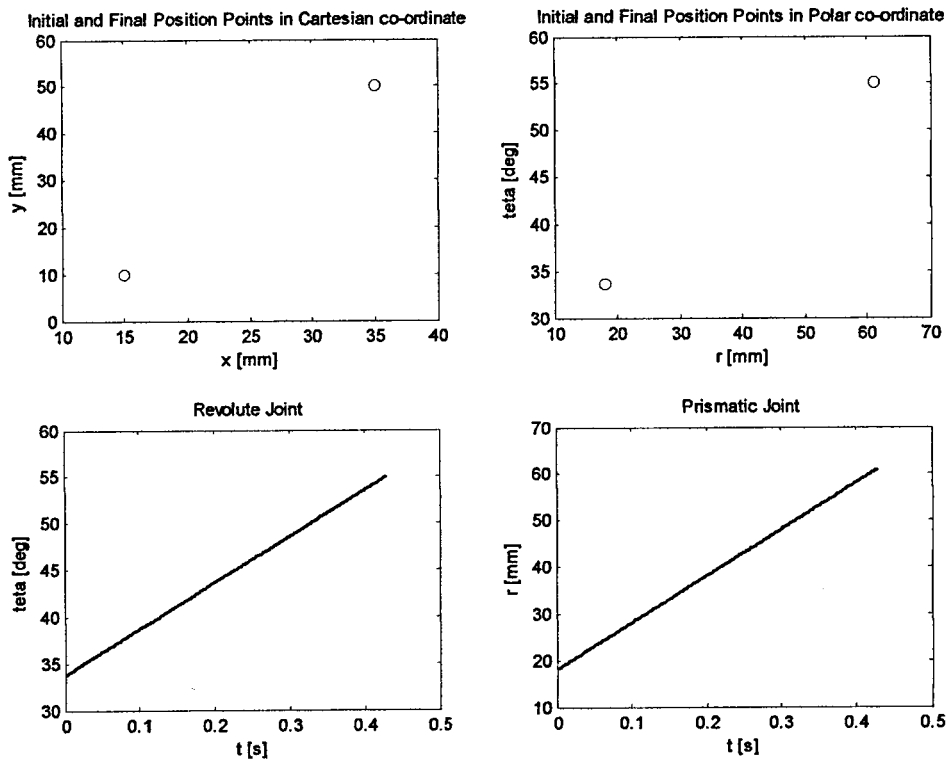 Initial and Final Position Points in Cartesian co-ordinate
60
50
40
30
20
10
0
y [mm]
10 15 20 25 30 35 40
x [mm]
Initial and Final Position Points in Polar co-ordinate
60
55
50
45
40
35
30
teta [deg]
10 20 30 40 50 60 70
r [mm]
Revolute Joint
60
55
50
45
40
35
30
teta [deg]
0 0.1 0.2 0.3 0.4 0.5
t [s]
Prismatic Joint
70
60
50
40
30
20
10
r [mm]
0 0.1 0.2 0.3 0.4 0.5
t [s]